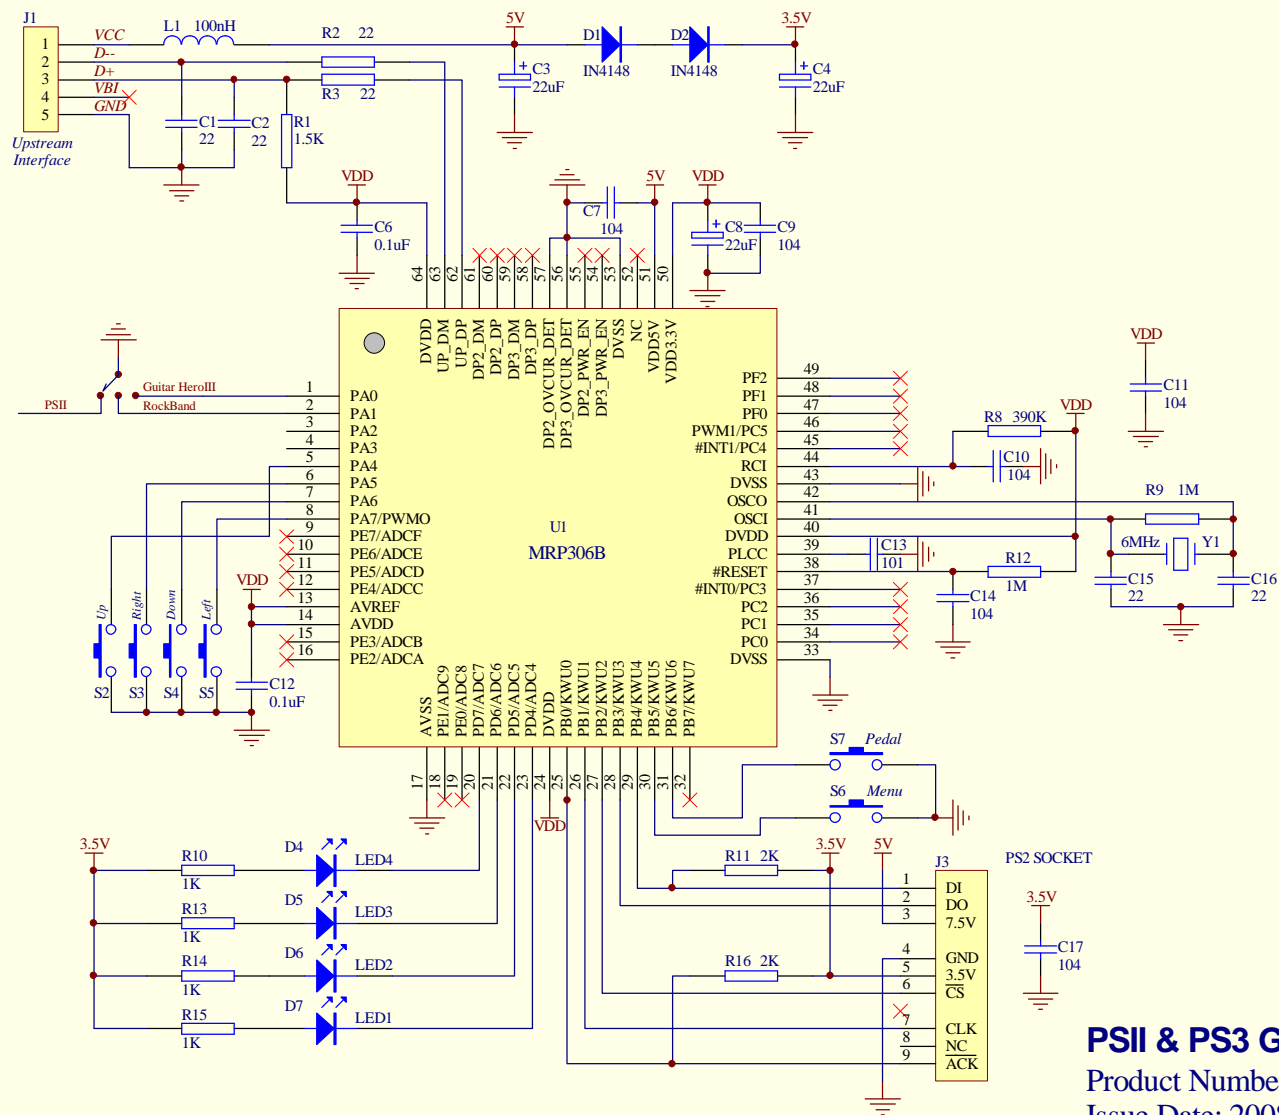 J1
1
2
3
4
5
VCC
D--
D+
VBI
GND
Upstream
Interface
L1 100nH
R2 22
R3 22
C1
22
C2
22
R1
1.5K
5V
C3
22uF
D1
IN4148
D2
IN4148
3.5V
C4
22uF
VDD
C6
0.1uF
C7
104
5V
VDD
C8
22uF
C9
104
64
63
62
61
60
59
58
57
56
55
54
53
52
51
50
DVDD
UP_DM
UP_DP
DP2_DM
DP2_DP
DP3_DM
DP3_DP
DP2_OVCUR_DET
DP3_OVCUR_DET
DP2_PWR_EN
DP3_PWR_EN
DVSS
NC
VDD5V
VDD3.3V
PSII
Guitar HeroIII
RockBand
1 PA0
2 PA1
3 PA2
4 PA3
5 PA4
6 PA5
7 PA6
8 PA7/PWMO
9 PE7/ADCF
10 PE6/ADCE
11 PE5/ADCD
12 PE4/ADCC
13 AVREF
14 AVDD
15 PE3/ADCB
16 PE2/ADCA
U1
MRP306B
PF2 49
PF1 48
PF0 47
PWM1/PC5 46
#INT1/PC4 45
RCI 44
DVSS 43
OSCO 42
OSCI 41
DVDD 40
PLCC 39
#RESET 38
#INT0/PC3 37
PC2 36
PC1 35
PC0 34
DVSS 33
VDD
C11
104
R8 390K
VDD
C10
104
R9 1M
6MHz
Y1
C15
22
C16
22
C13
101
R12
1M
C14
104
VDD
C12
0.1uF
Up
Right
Down
Left
S2
S3
S4
S5
AVSS
PE1/ADC9
PE0/ADC8
PD7/ADC7
PD6/ADC6
PD5/ADC5
PD4/ADC4
DVDD
PB0/KWU0
PB1/KWU1
PB2/KWU2
PB3/KWU3
PB4/KWU4
PB5/KWU5
PB6/KWU6
PB7/KWU7
17
18
19
20
21
22
23
24
25
26
27
28
29
30
31
32
VDD
S7 Pedal
S6 Menu
3.5V
R10
1K
D4
LED4
R13
1K
D5
LED3
R14
1K
D6
LED2
R15
1K
D7
LED1
R11 2K
3.5V
5V
R16 2K
J3
PS2 SOCKET
1 DI
2 DO
3 7.5V
4 GND
5 3.5V
6 CS
7 CLK
8 NC
9 ACK
3.5V
C17
104
PSII & PS3 G
Product Numbe
Issue Date: 2008